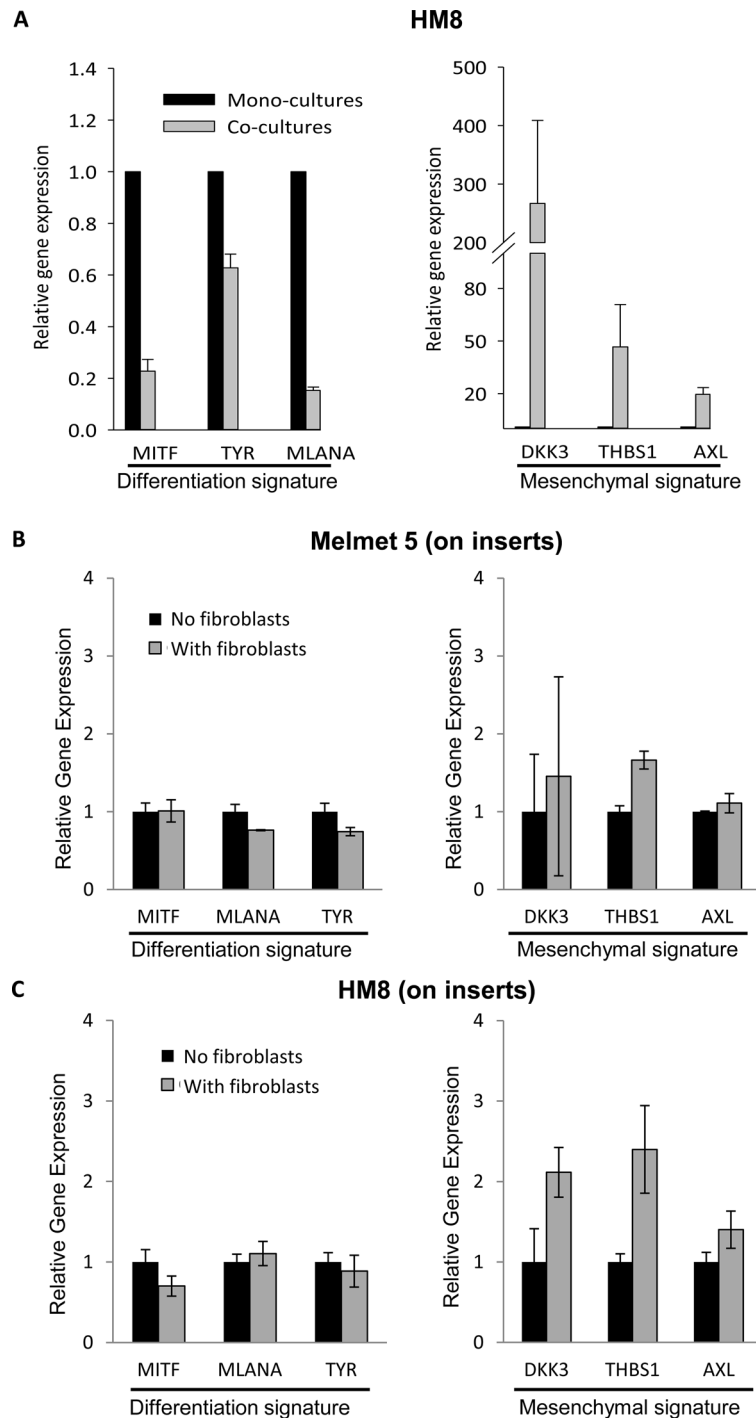 A
HM8
Relative gene expression
1.4
1.2
1.0
0.8
0.6
0.4
0.2
0.0
Mono-cultures
Co-cultures
MITF TYR MLANA
Differentiation signature
Relative gene expression
500
400
300
200
80
50
20
DKK3 THBS1 AXL
Mesenchymal signature
B
Melmet 5 (on inserts)
Relative Gene Expression
4
3
2
1
0
No fibroblasts
With fibroblasts
MITF MLANA TYR
Differentiation signature
Relative Gene Expression
4
3
2
1
0
DKK3 THBS1 AXL
Mesenchymal signature
C
HM8 (on inserts)
Relative Gene Expression
4
3
2
1
0
No fibroblasts
With fibroblasts
MITF MLANA TYR
Differentiation signature
Relative Gene Expression
4
3
2
1
0
DKK3 THBS1 AXL
Mesenchymal signature